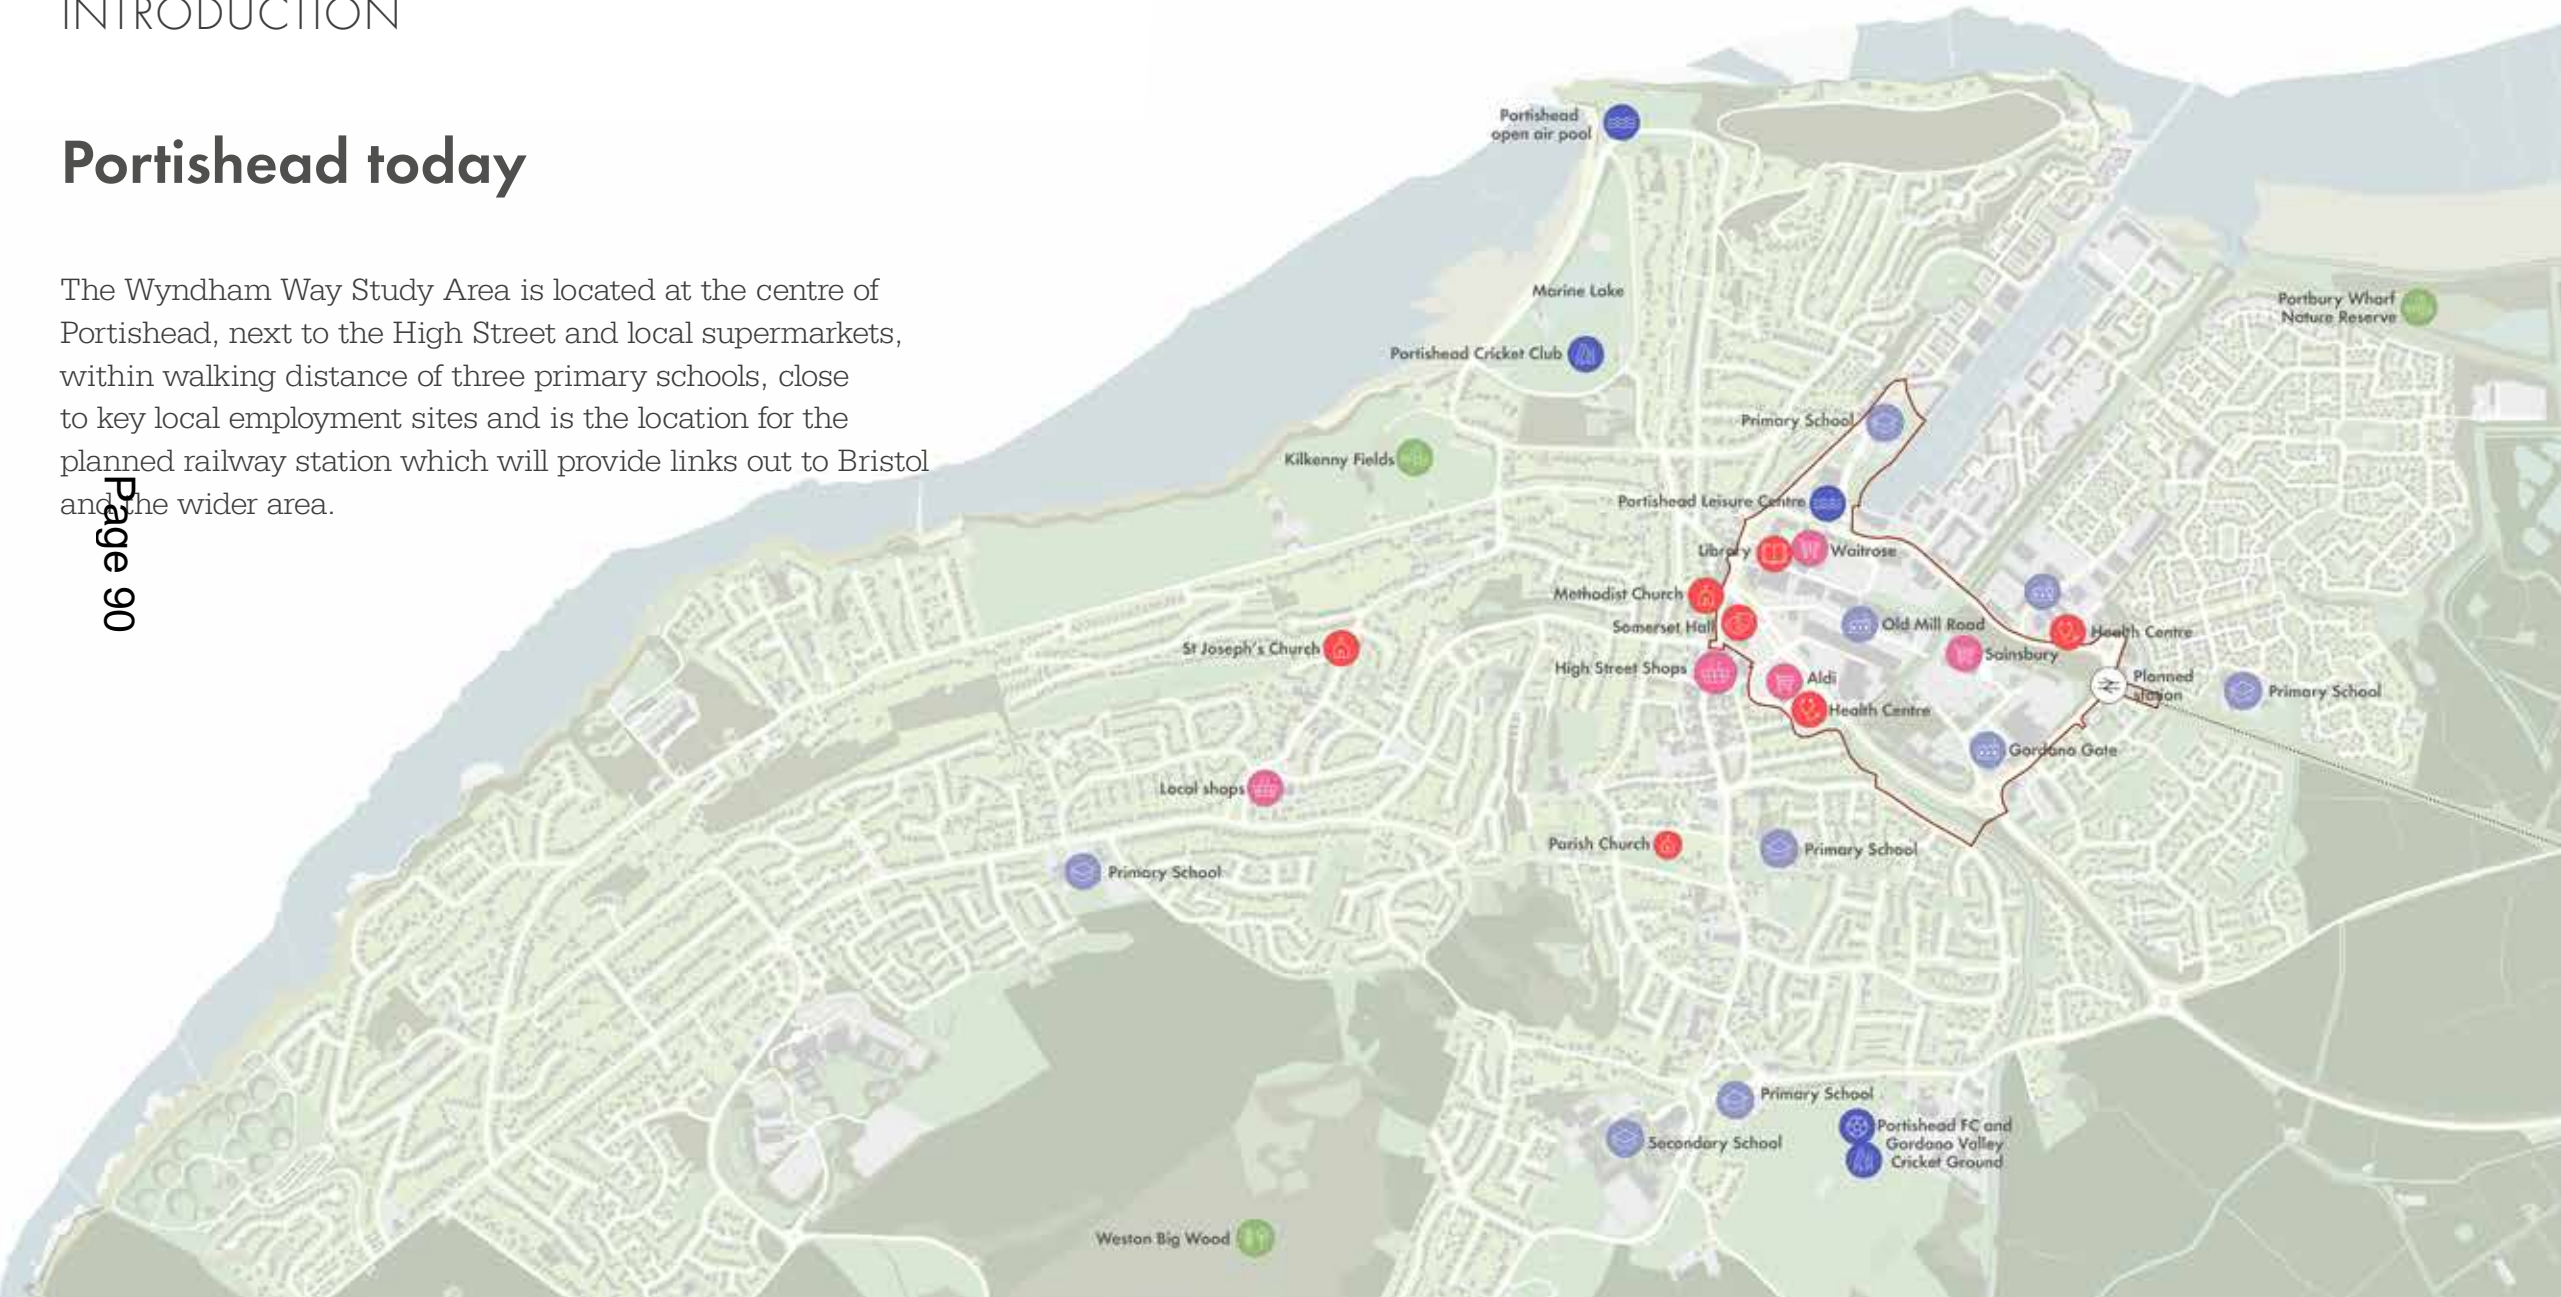 INTRODUCTION
Portishead today
The Wyndham Way Study Area is located at the centre of
Portishead, next to the High Street and local supermarkets,
within walking distance of three primary schools, close
to key local employment sites and is the location for the
planned railway station which will provide links out to Bristol
and the wider area.
Page 90
Portishead
open air pool
Marine Lake
Portishead Cricket Club
Portbury Wharf
Nature Reserve
Primary School
Kilkenny Fields
Portishead Leisure Centre
Library
Waitrose
Methodist Church
Somerset Hall
Old Mill Road
Health Centre
St Joseph's Church
Sainsbury
High Street Shops
Aldi
Planned
station
Primary School
Health Centre
Gordano Gate
Local shops
Parish Church
Primary School
Primary School
Primary School
Secondary School
Portishead FC and
Gordano Valley
Cricket Ground
Weston Big Wood